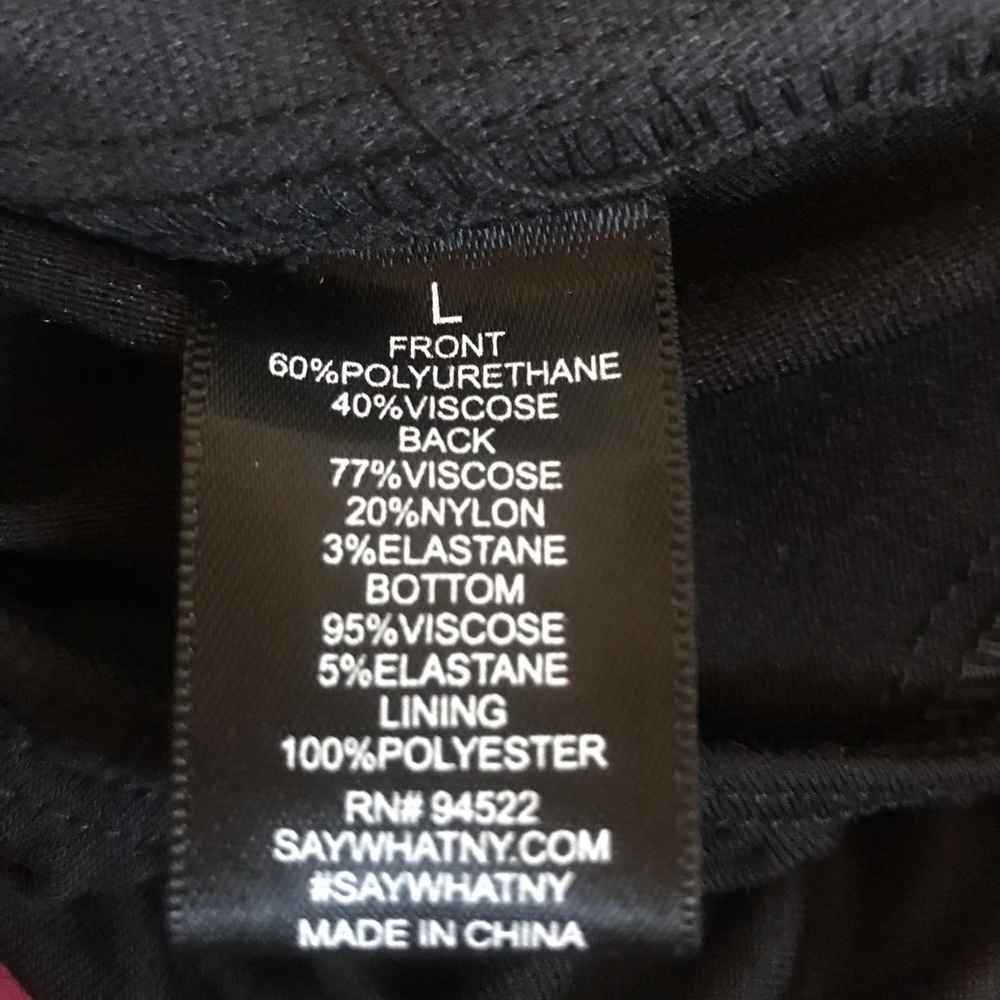 L
FRONT
60%POLYURETHANE
40%VISCOSE
BACK
77%VISCOSE
20%NYLON
3%ELASTANE
BOTTOM
95%VISCOSE
5%ELASTANE
LINING
100%POLYESTER
RN# 94522
SAYWHATNY.COM
#SAYWHATNY
MADE IN CHINA